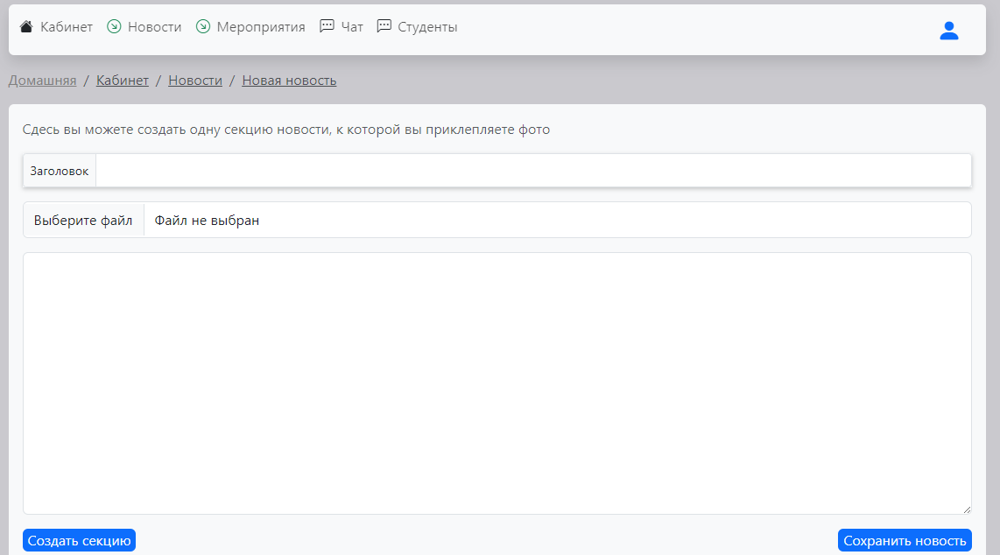 Кабинет Новости Мероприятия Чат Студенты
Домашняя / Кабинет / Новости / Новая новость
Сдесь вы можете создать одну секцию новости, к которой вы приклепляете фото
Заголовок
Выберите файл Файл не выбран
Создать секцию Сохранить новость